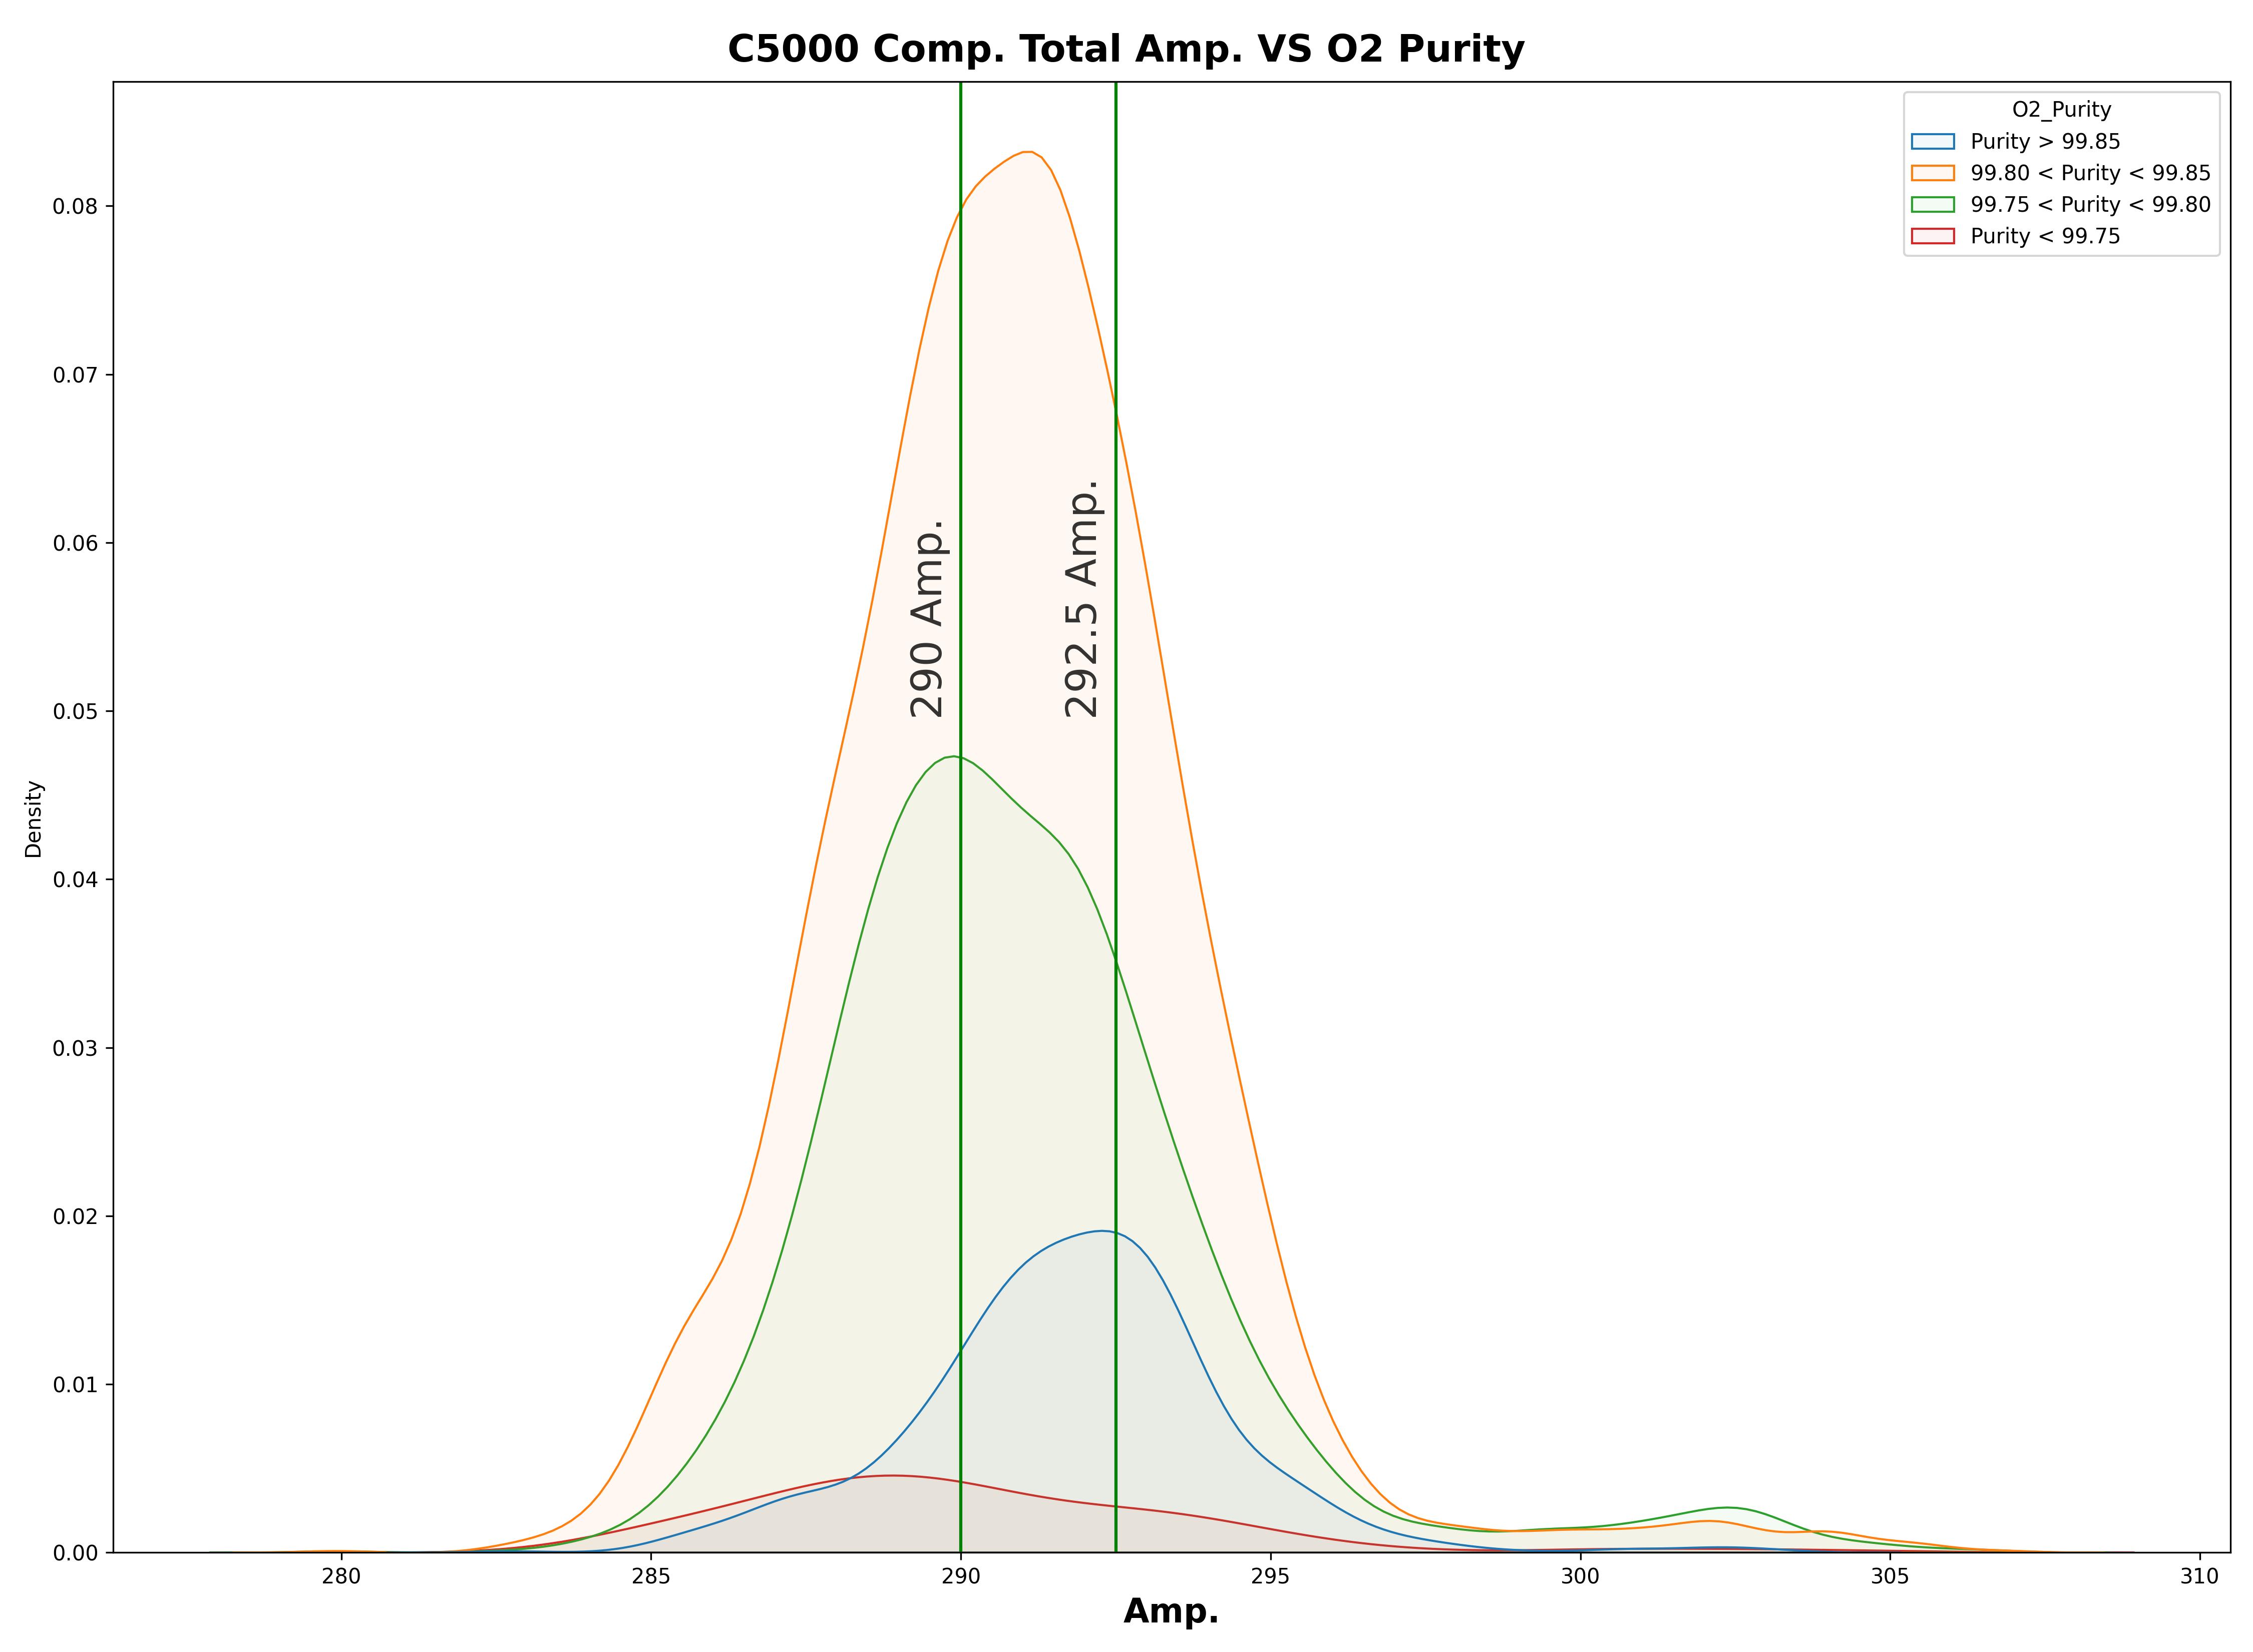 C5000 Comp. Total Amp. VS O2 Purity
O2_Purity
Purity > 99.85
99.80 < Purity < 99.85
99.75 < Purity < 99.80
Purity < 99.75
0.08
0.07
0.06
0.05
0.04
0.03
0.02
0.01
0.00
Density
290 Amp.
292.5 Amp.
280
285
290
295
300
305
310
Amp.